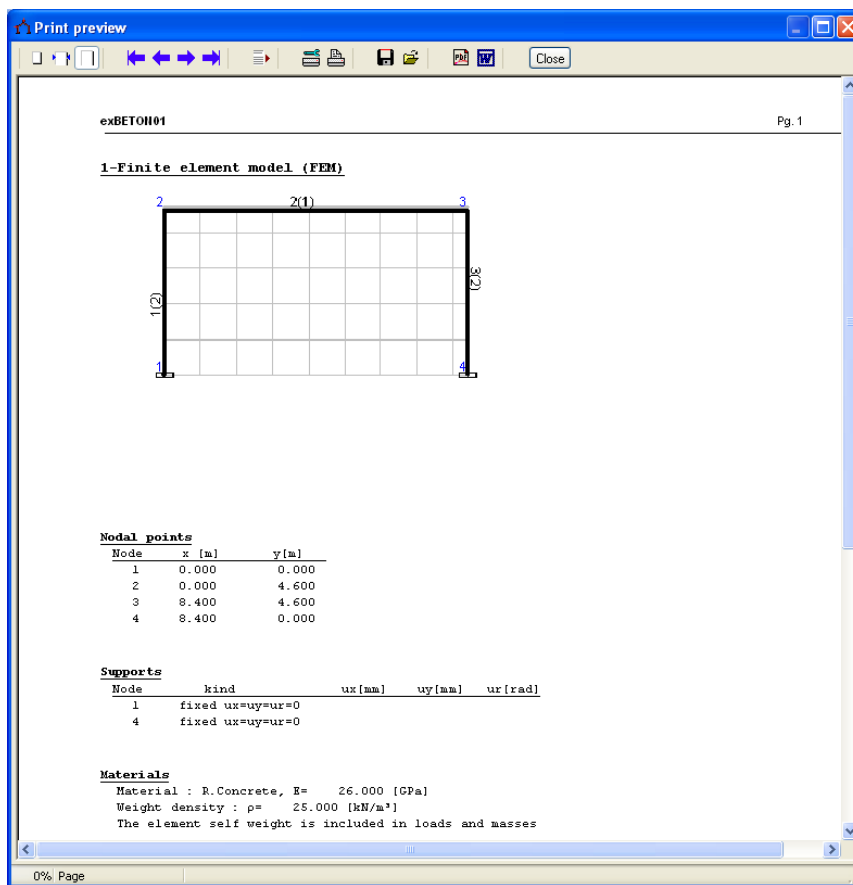 Print preview
Close
exBETON01 Pg. 1
1-Finite element model (FEM)
2 2(1) 3
1(2) 3(2)
1 4
Nodal points
Node x [m] y[m]
1 0.000 0.000
2 0.000 4.600
3 8.400 4.600
4 8.400 0.000
Supports
Node kind ux[mm] uy[mm] ur[rad]
1 fixed ux=uy=ur=0
4 fixed ux=uy=ur=0
Materials
Material : R.Concrete, E= 26.000 [GPa]
Weight density : ρ= 25.000 [kN/m³]
The element self weight is included in loads and masses
0% Page